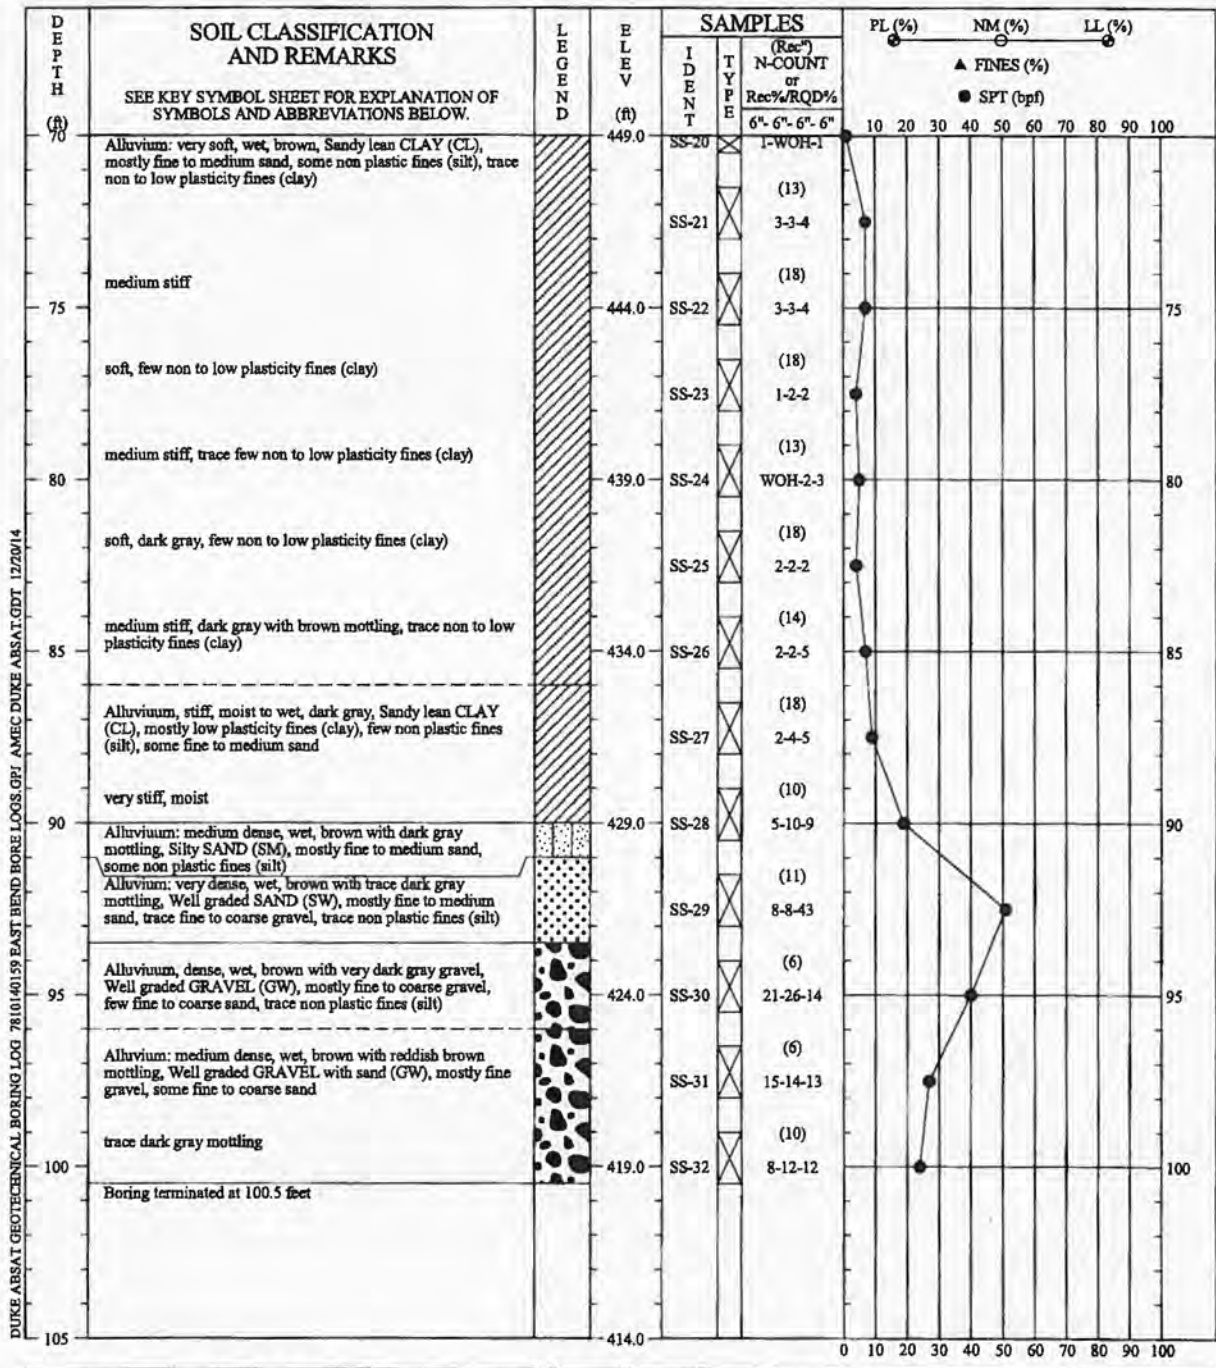 DEPTH
(ft)
SOIL CLASSIFICATION
AND REMARKS
SEE KEY SYMBOL SHEET FOR EXPLANATION OF
SYMBOLS AND ABBREVIATIONS BELOW.
LEGEND
ELEV
(ft)
SAMPLES
IDENT
TYPE
(Rec")
N-COUNT
or
Rec%/RQD%
6"- 6"- 6"- 6"
PL (%) NM (%) LL (%)
▲ FINES (%)
● SPT (bpf)
10 20 30 40 50 60 70 80 90 100
70
Alluvium: very soft, wet, brown, Sandy lean CLAY (CL),
mostly fine to medium sand, some non plastic fines (silt), trace
non to low plasticity fines (clay)
449.0
SS-20
1-WOH-1
(13)
SS-21
3-3-4
medium stiff
(18)
75
444.0
SS-22
3-3-4
75
soft, few non to low plasticity fines (clay)
(18)
SS-23
1-2-2
medium stiff, trace few non to low plasticity fines (clay)
(13)
80
439.0
SS-24
WOH-2-3
80
soft, dark gray, few non to low plasticity fines (clay)
(18)
SS-25
2-2-2
medium stiff, dark gray with brown mottling, trace non to low
plasticity fines (clay)
(14)
85
434.0
SS-26
2-2-5
85
Alluviuum, stiff, moist to wet, dark gray, Sandy lean CLAY
(CL), mostly low plasticity fines (clay), few non plastic fines
(silt), some fine to medium sand
(18)
SS-27
2-4-5
very stiff, moist
(10)
90
429.0
SS-28
5-10-9
90
Alluviuum: medium dense, wet, brown with dark gray
mottling, Silty SAND (SM), mostly fine to medium sand,
some non plastic fines (silt)
Alluviuum: very dense, wet, brown with trace dark gray
mottling, Well graded SAND (SW), mostly fine to medium
sand, trace fine to coarse gravel, trace non plastic fines (silt)
(11)
SS-29
8-8-43
Alluviuum, dense, wet, brown with very dark gray gravel,
Well graded GRAVEL (GW), mostly fine to coarse gravel,
few fine to coarse sand, trace non plastic fines (silt)
(6)
95
424.0
SS-30
21-26-14
95
Alluvium: medium dense, wet, brown with reddish brown
mottling, Well graded GRAVEL with sand (GW), mostly fine
gravel, some fine to coarse sand
(6)
SS-31
15-14-13
trace dark gray mottling
(10)
100
419.0
SS-32
8-12-12
100
Boring terminated at 100.5 feet
105
414.0
0 10 20 30 40 50 60 70 80 90 100
DUKE ABSAT GEOTECHNICAL BORING LOG 7810140159 EAST BEND BORE LOGS.GPJ AMEC DUKE ABSAT.GDT 12/20/14